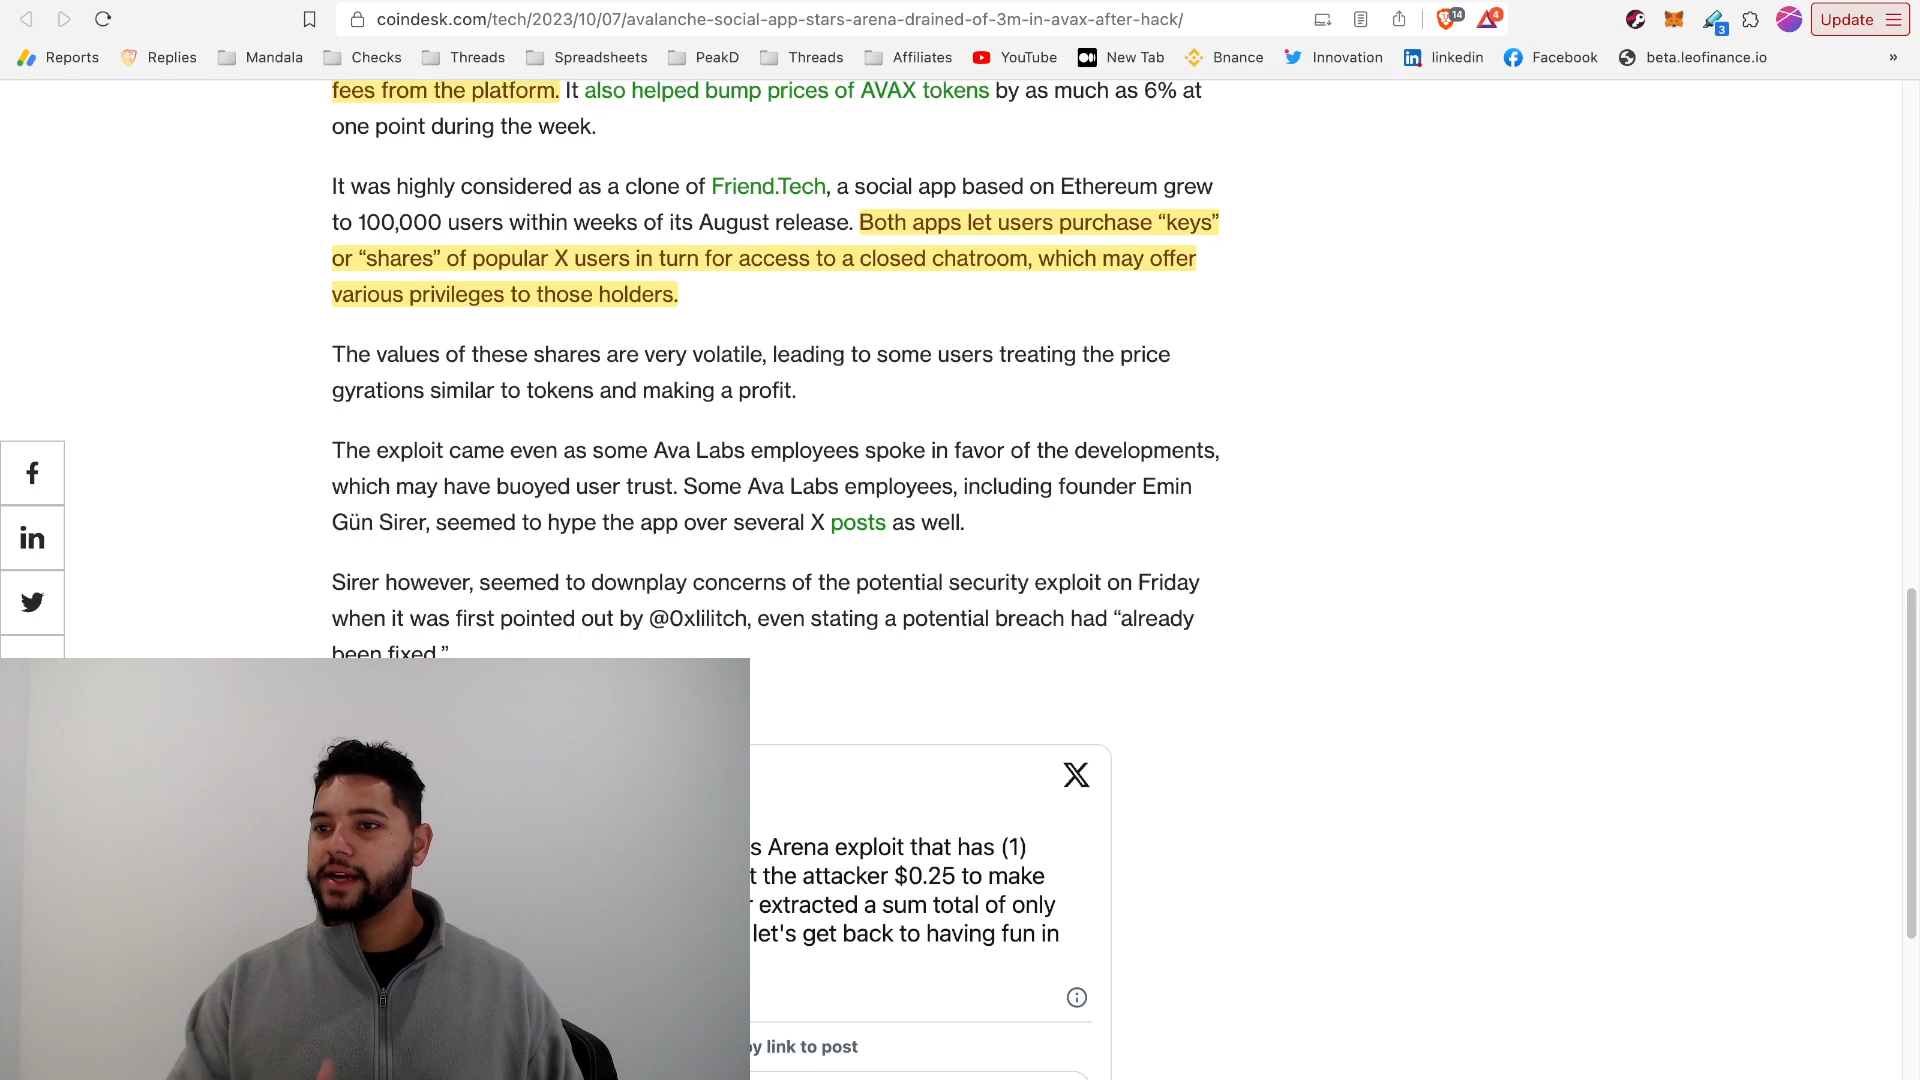 coindesk.com/tech/2023/10/07/avalanche-social-app-stars-arena-drained-of-3m-in-avax-after-hack/
14
4
3
Update
Reports
Replies
Mandala
Checks
Threads
Spreadsheets
PeakD
Threads
Affiliates
YouTube
New Tab
Bnance
Innovation
linkedin
Facebook
beta.leofinance.io
»
fees from the platform. It also helped bump prices of AVAX tokens by as much as 6% at
one point during the week.
It was highly considered as a clone of Friend.Tech, a social app based on Ethereum grew
to 100,000 users within weeks of its August release. Both apps let users purchase “keys”
or “shares” of popular X users in turn for access to a closed chatroom, which may offer
various privileges to those holders.
The values of these shares are very volatile, leading to some users treating the price
gyrations similar to tokens and making a profit.
The exploit came even as some Ava Labs employees spoke in favor of the developments,
which may have buoyed user trust. Some Ava Labs employees, including founder Emin
Gün Sirer, seemed to hype the app over several X posts as well.
Sirer however, seemed to downplay concerns of the potential security exploit on Friday
when it was first pointed out by @0xlilitch, even stating a potential breach had “already
been fixed.”
s Arena exploit that has (1)
t the attacker $0.25 to make
extracted a sum total of only
let's get back to having fun in
link to post